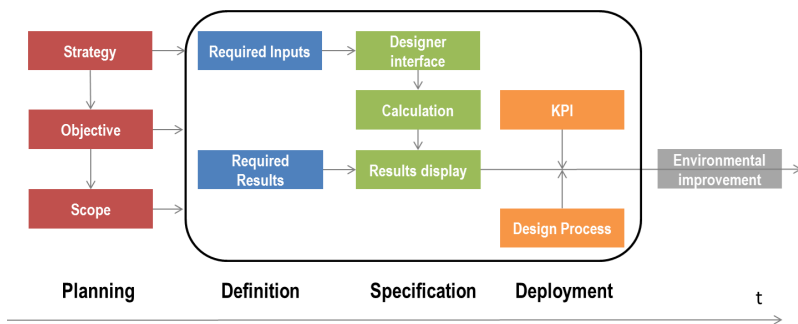 Strategy
Objective
Scope
Required Inputs
Required
Results
Designer
interface
Calculation
Results display
KPI
Design Process
Environmental
improvement
Planning
Definition
Specification
Deployment
t